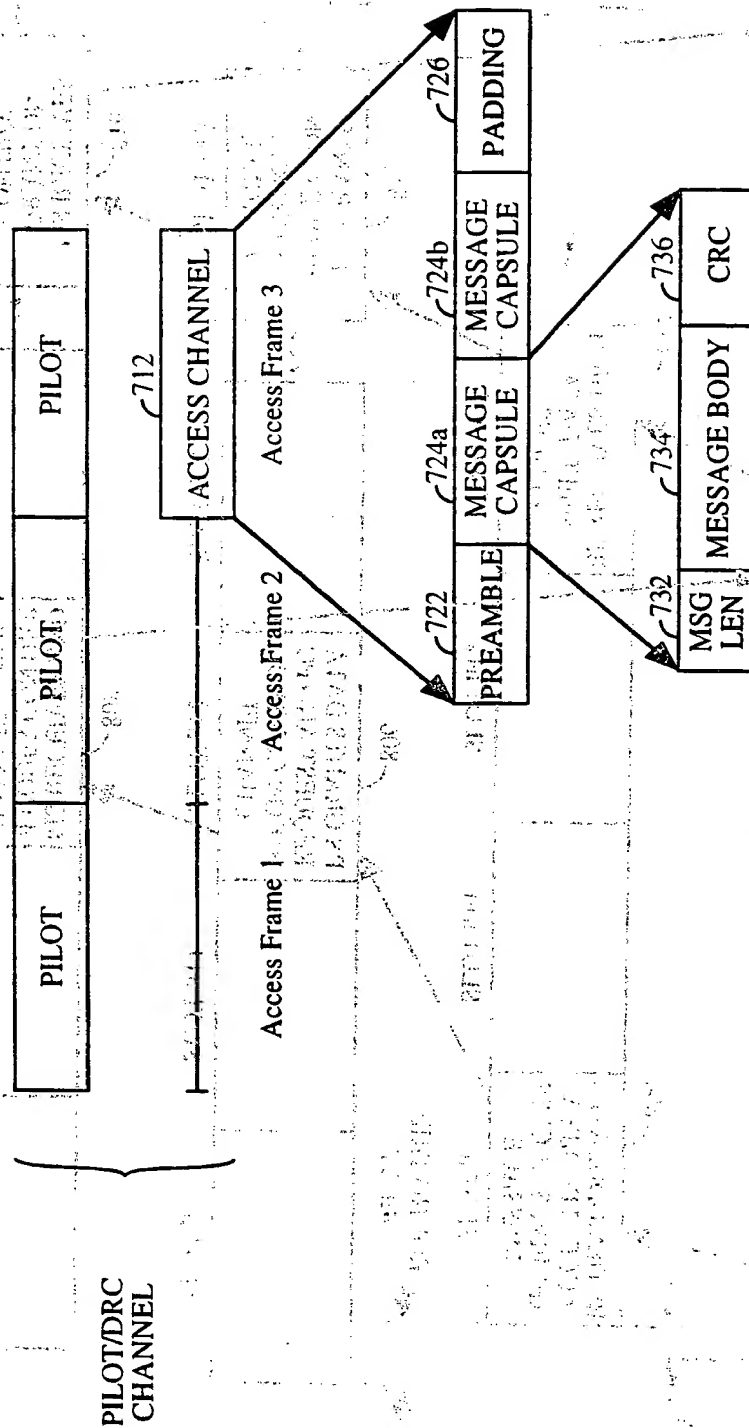 PILOT/DRC
CHANNEL
PILOT
PILOT
PILOT
712
ACCESS CHANNEL
Access Frame 1
Access Frame 2
Access Frame 3
722
724a
724b
726
PREAMBLE
MESSAGE
CAPSULE
MESSAGE
CAPSULE
PADDING
732
734
736
MSG
LEN
MESSAGE BODY
CRC